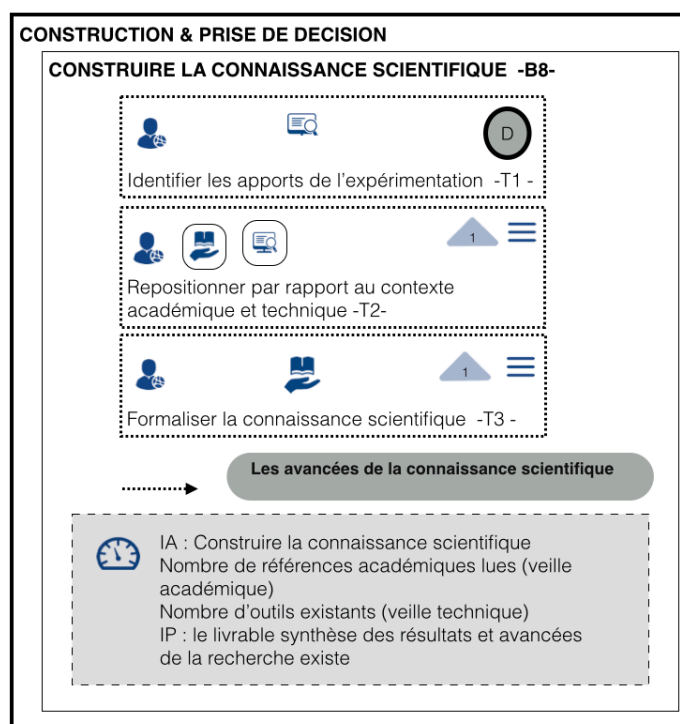 CONSTRUCTION & PRISE DE DECISION
CONSTRUIRE LA CONNAISSANCE SCIENTIFIQUE -B8-
D
Identifier les apports de l'expérimentation -T1 -
1
Repositionner par rapport au contexte
académique et technique -T2-
1
Formaliser la connaissance scientifique -T3 -
Les avancées de la connaissance scientifique
IA : Construire la connaissance scientifique
Nombre de références académiques lues (veille
académique)
Nombre d'outils existants (veille technique)
IP : le livrable synthèse des résultats et avancées
de la recherche existe